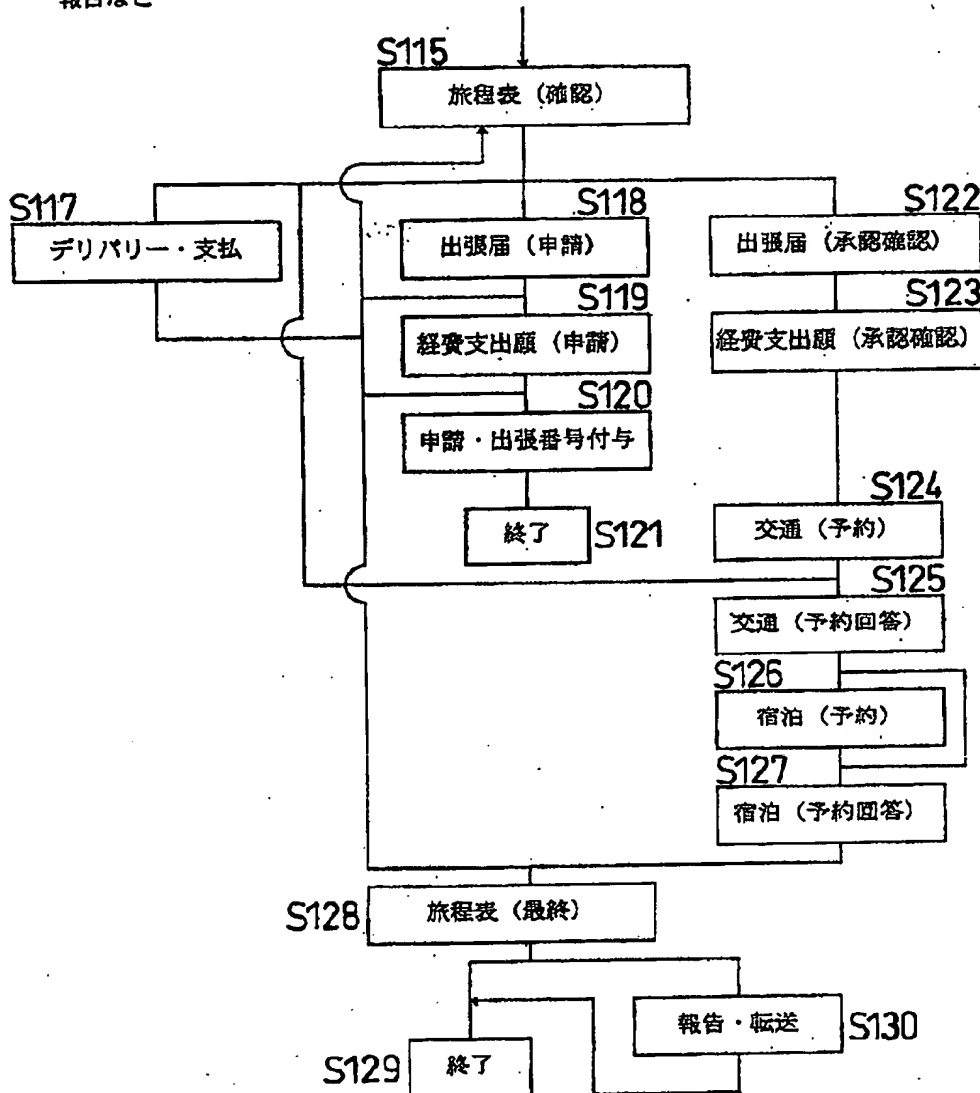 報告など
S115
旅程表（確認）
S117
デリバリー・支払
S118
出張届（申請）
S122
出張届（承認確認）
S119
経費支出願（申請）
S123
経費支出願（承認確認）
S120
申請・出張番号付与
S124
交通（予約）
終了
S121
S125
交通（予約回答）
S126
宿泊（予約）
S127
宿泊（予約回答）
S128
旅程表（最終）
報告・転送
S130
S129
終了